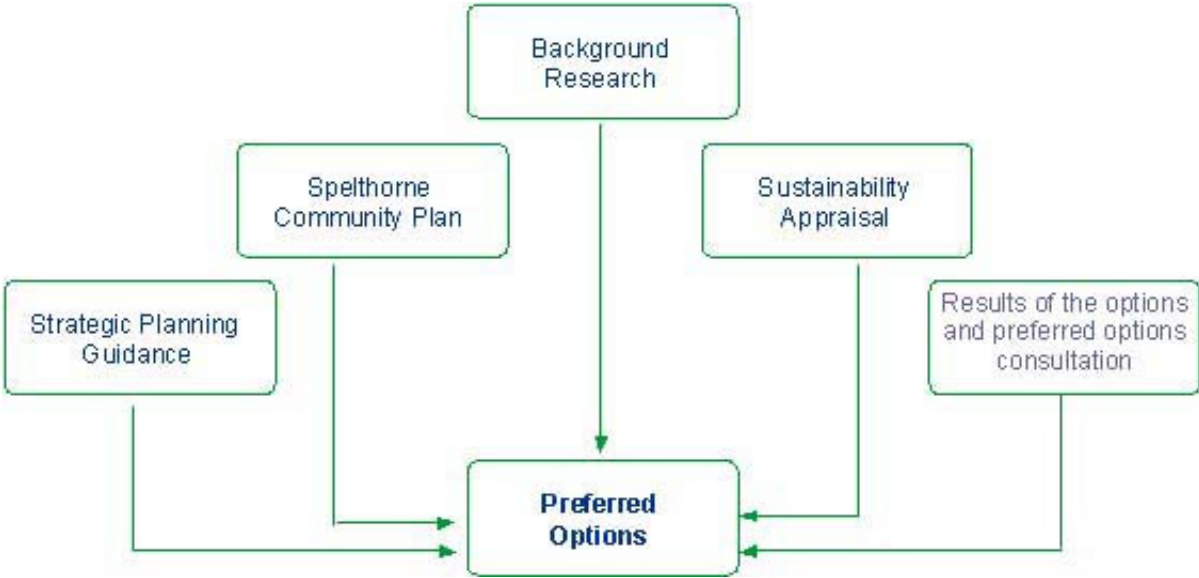 Background
Research
Spelthorne
Community Plan
Sustainability
Appraisal
Strategic Planning
Guidance
Results of the options
and preferred options
consultation
Preferred
Options